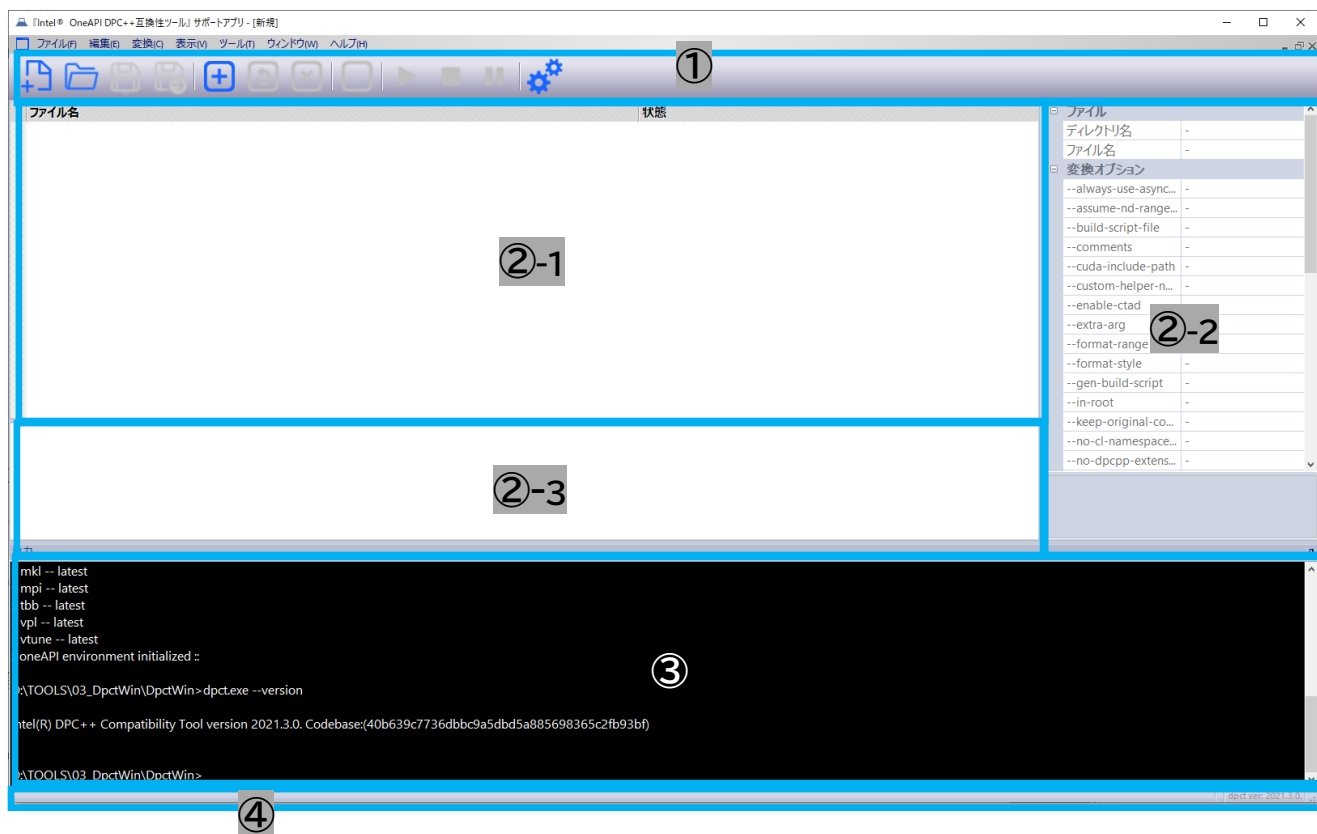 『Intel® OneAPI DPC++互換性ツール』 サポートアプリ - [新規]
ファイル(F) 編集(E) 変換(C) 表示(V) ツール(T) ウィンドウ(W) ヘルプ(H)
①
ファイル名 状態
ファイル
ディレクトリ名 -
ファイル名 -
変換オプション
--always-use-async... -
--assume-nd-range... -
--build-script-file -
--comments -
--cuda-include-path -
--custom-helper-n... -
--enable-ctad
--extra-arg
--format-range
--format-style -
--gen-build-script -
--in-root -
--keep-original-co... -
--no-cl-namespace... -
--no-dpcpp-extens... -
②-1
②-2
②-3
mkl -- latest
mpi -- latest
tbb -- latest
vpl -- latest
vtune -- latest
oneAPI environment initialized ::
:\TOOLS\03_DpctWin\DpctWin>dpct.exe --version
ntel(R) DPC++ Compatibility Tool version 2021.3.0. Codebase:(40b639c7736dbbc9a5dbd5a885698365c2fb93bf)
:\TOOLS\03_DpctWin\DpctWin>
③
dpct ver: 2021.3.0.
④